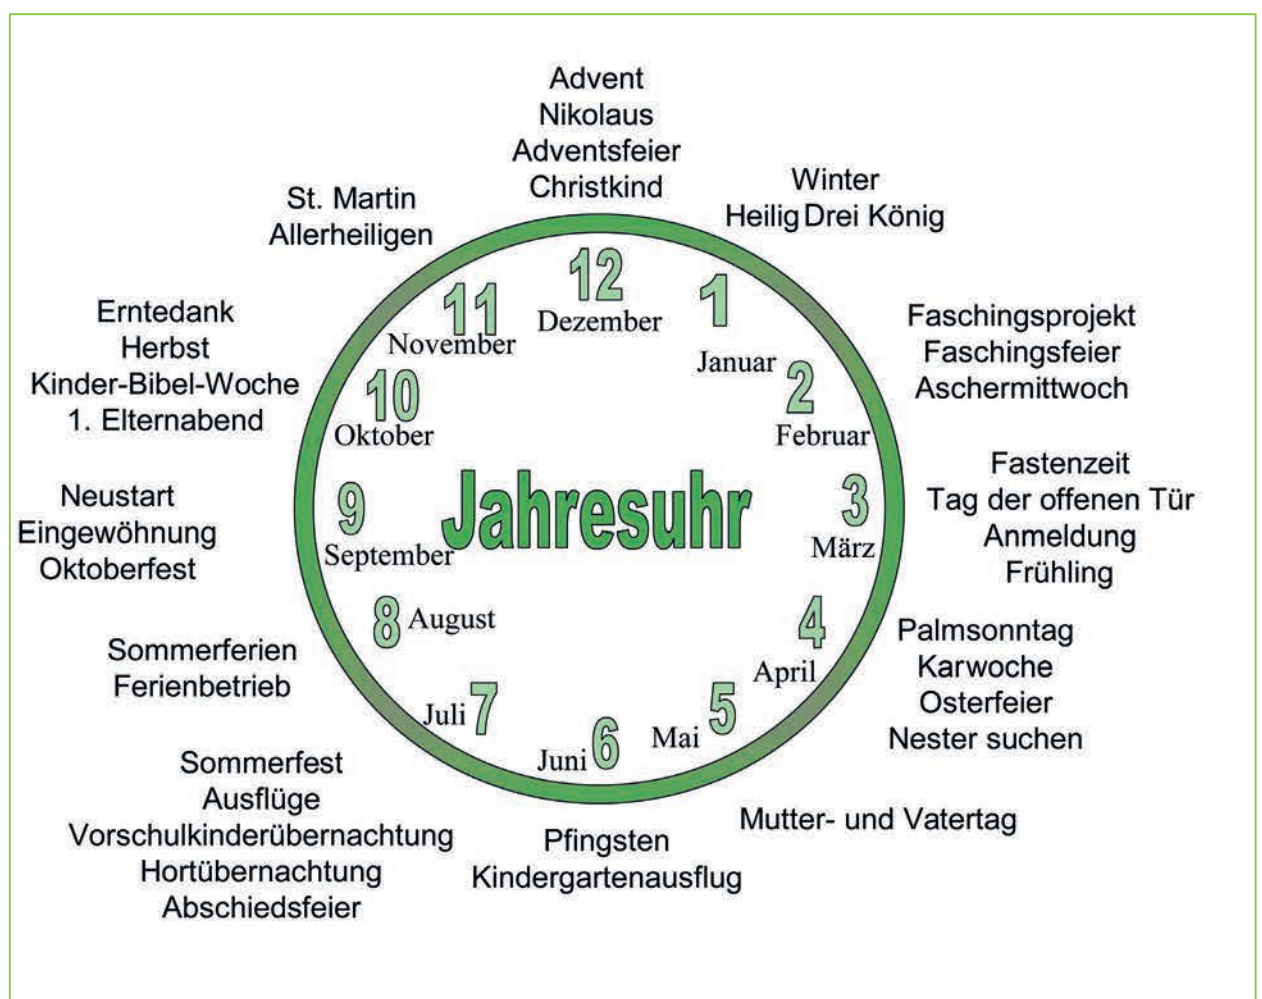 Advent
Nikolaus
Adventsfeier
Christkind
Winter
Heilig Drei König
St. Martin
Allerheiligen
Erntedank
Herbst
Kinder-Bibel-Woche
1. Elternabend
Faschingsprojekt
Faschingsfeier
Aschermittwoch
Neustart
Eingewöhnung
Oktoberfest
Fastenzeit
Tag der offenen Tür
Anmeldung
Frühling
Sommerferien
Ferienbetrieb
Palmsonntag
Karwoche
Osterfeier
Nester suchen
Sommerfest
Ausflüge
Vorschulkinderübernachtung
Hortübernachtung
Abschiedsfeier
Pfingsten
Kindergartenausflug
Mutter- und Vatertag
12
Dezember
1
Januar
2
Februar
3
März
4
April
5
Mai
6
Juni
7
Juli
8
August
9
September
10
Oktober
11
November
Jahresuhr